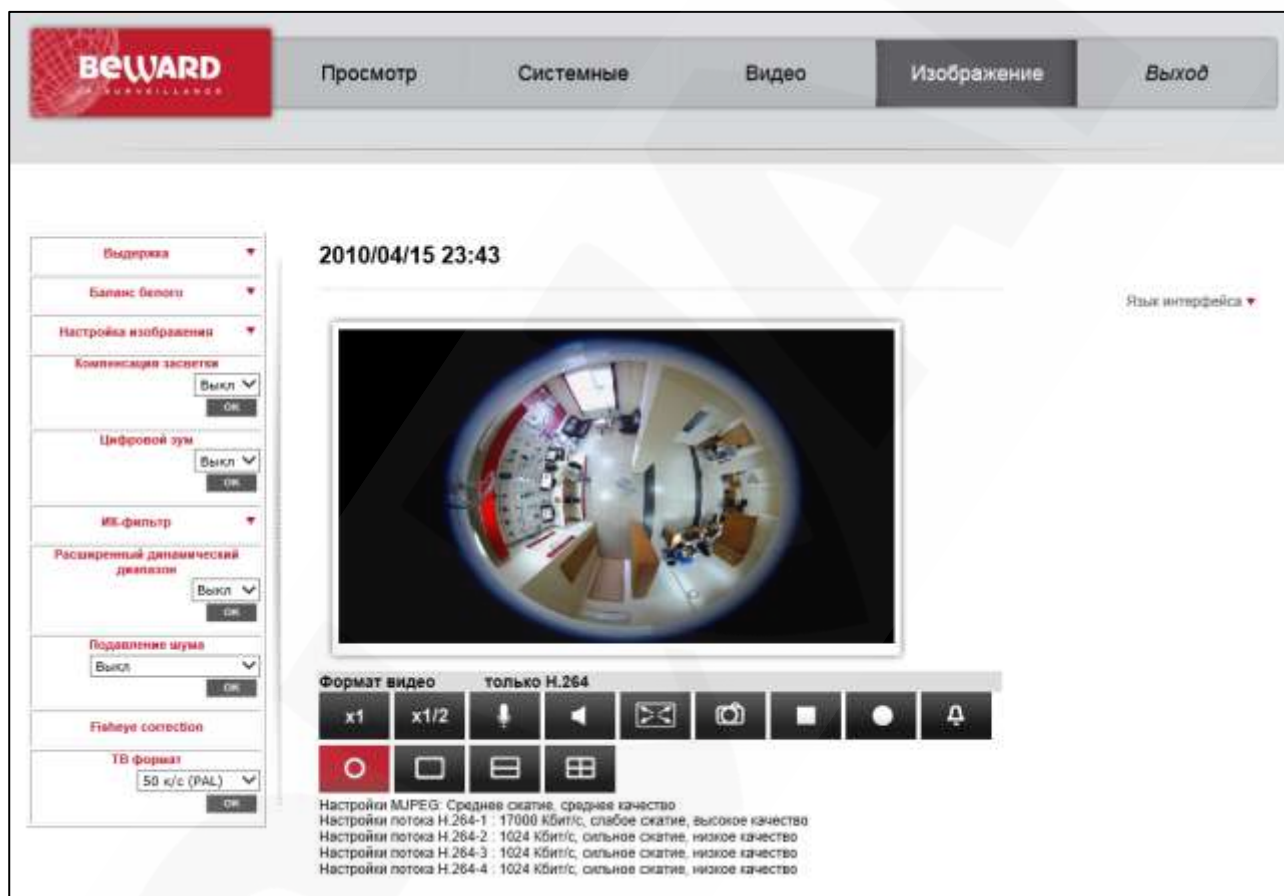 BEWARD
Просмотр
Системные
Видео
Изображение
Выход
2010/04/15 23:43
Язык интерфейса
Выдержка
Баланс белого
Настройка изображения
Компенсация засветки
Выкл
OK
Цифровой зум
Выкл
OK
ИК-фильтр
Расширенный динамический
диапазон
Выкл
OK
Подавление шума
Выкл
OK
Fisheye correction
ТВ формат
50 к/с (PAL)
OK
Формат видео только H.264
x1
x1/2
Настройки MJPEG: Среднее сжатие, среднее качество
Настройки потока H.264-1 : 17000 Кбит/с, слабое сжатие, высокое качество
Настройки потока H.264-2 : 1024 Кбит/с, сильное сжатие, низкое качество
Настройки потока H.264-3 : 1024 Кбит/с, сильное сжатие, низкое качество
Настройки потока H.264-4 : 1024 Кбит/с, сильное сжатие, низкое качество